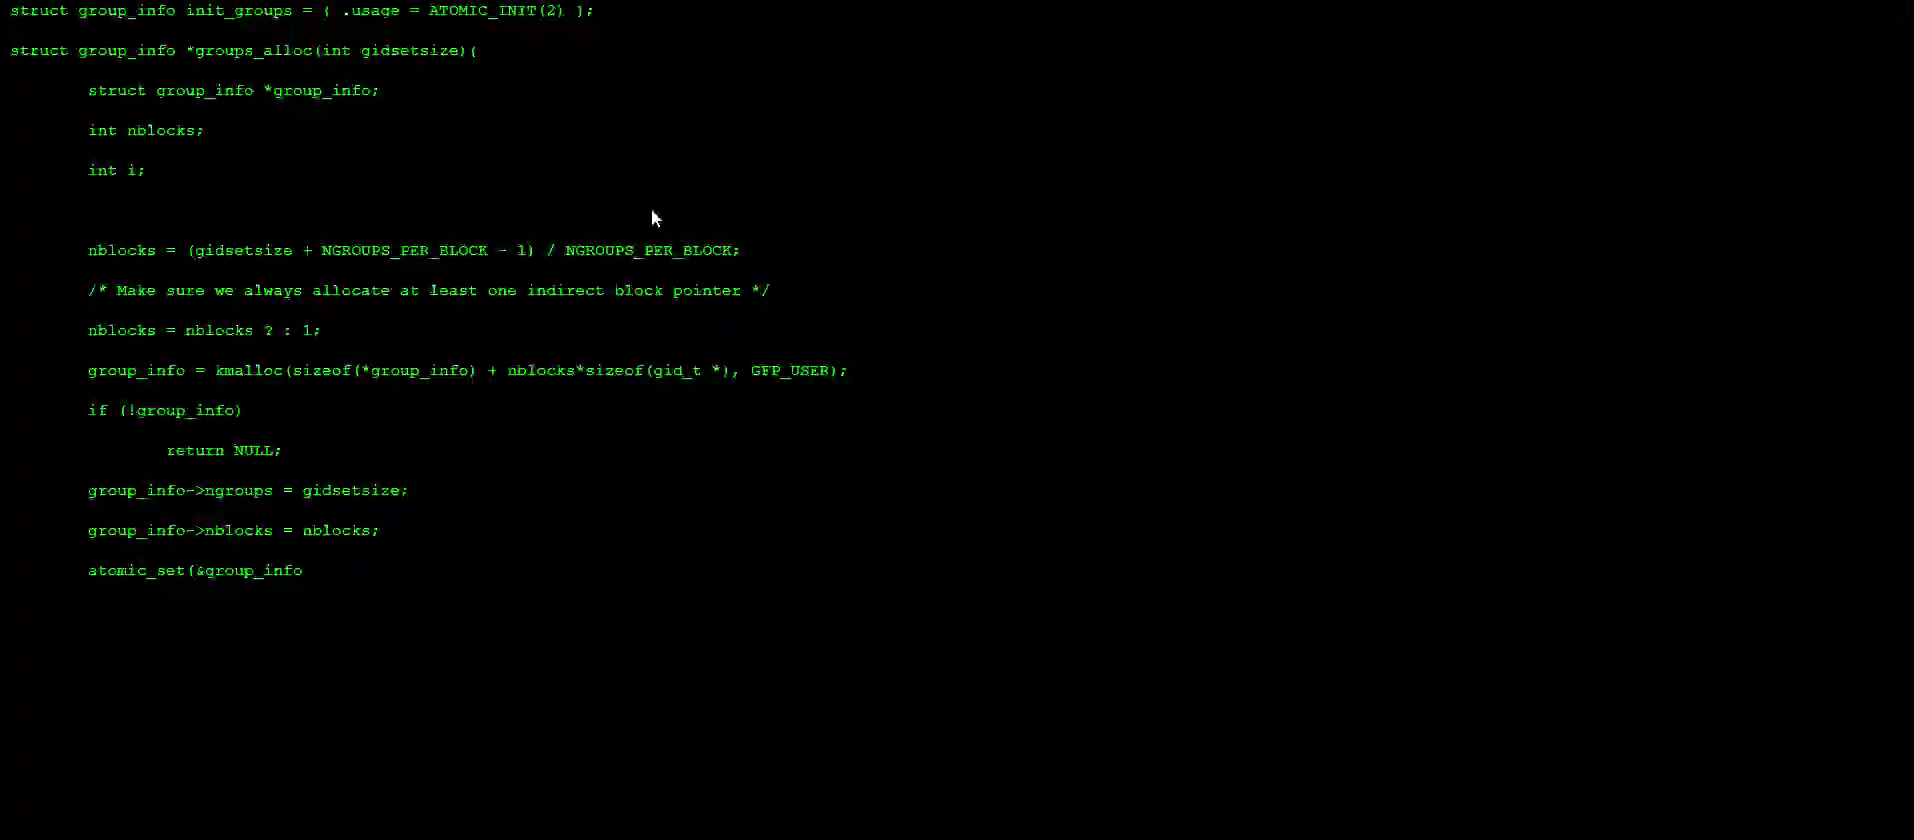 struct group_info init_groups = { .usage = ATOMIC_INIT(2) };
struct group_info *groups_alloc(int gidsetsize){
struct group_info *group_info;
int nblocks;
int i;
nblocks = (gidsetsize + NGROUPS_PER_BLOCK - 1) / NGROUPS_PER_BLOCK;
/* Make sure we always allocate at least one indirect block pointer */
nblocks = nblocks ? : 1;
group_info = kmalloc(sizeof(*group_info) + nblocks*sizeof(gid_t *), GFP_USER);
if (!group_info)
return NULL;
group_info->ngroups = gidsetsize;
group_info->nblocks = nblocks;
atomic_set(&group_info